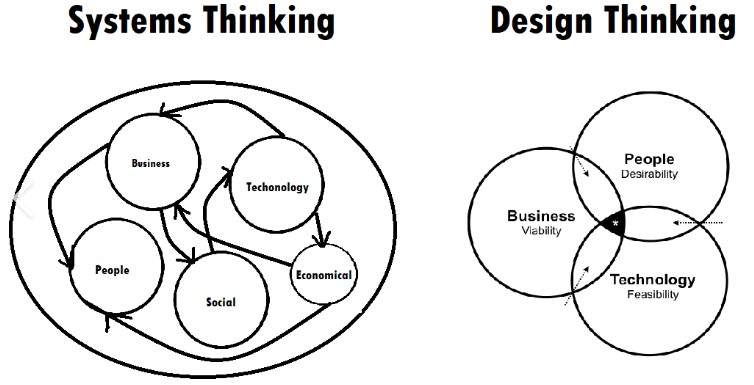 Systems Thinking
Design Thinking
Business
Techonology
People
Social
Economical
People
Desirability
Business
Viability
*
Technology
Feasibility